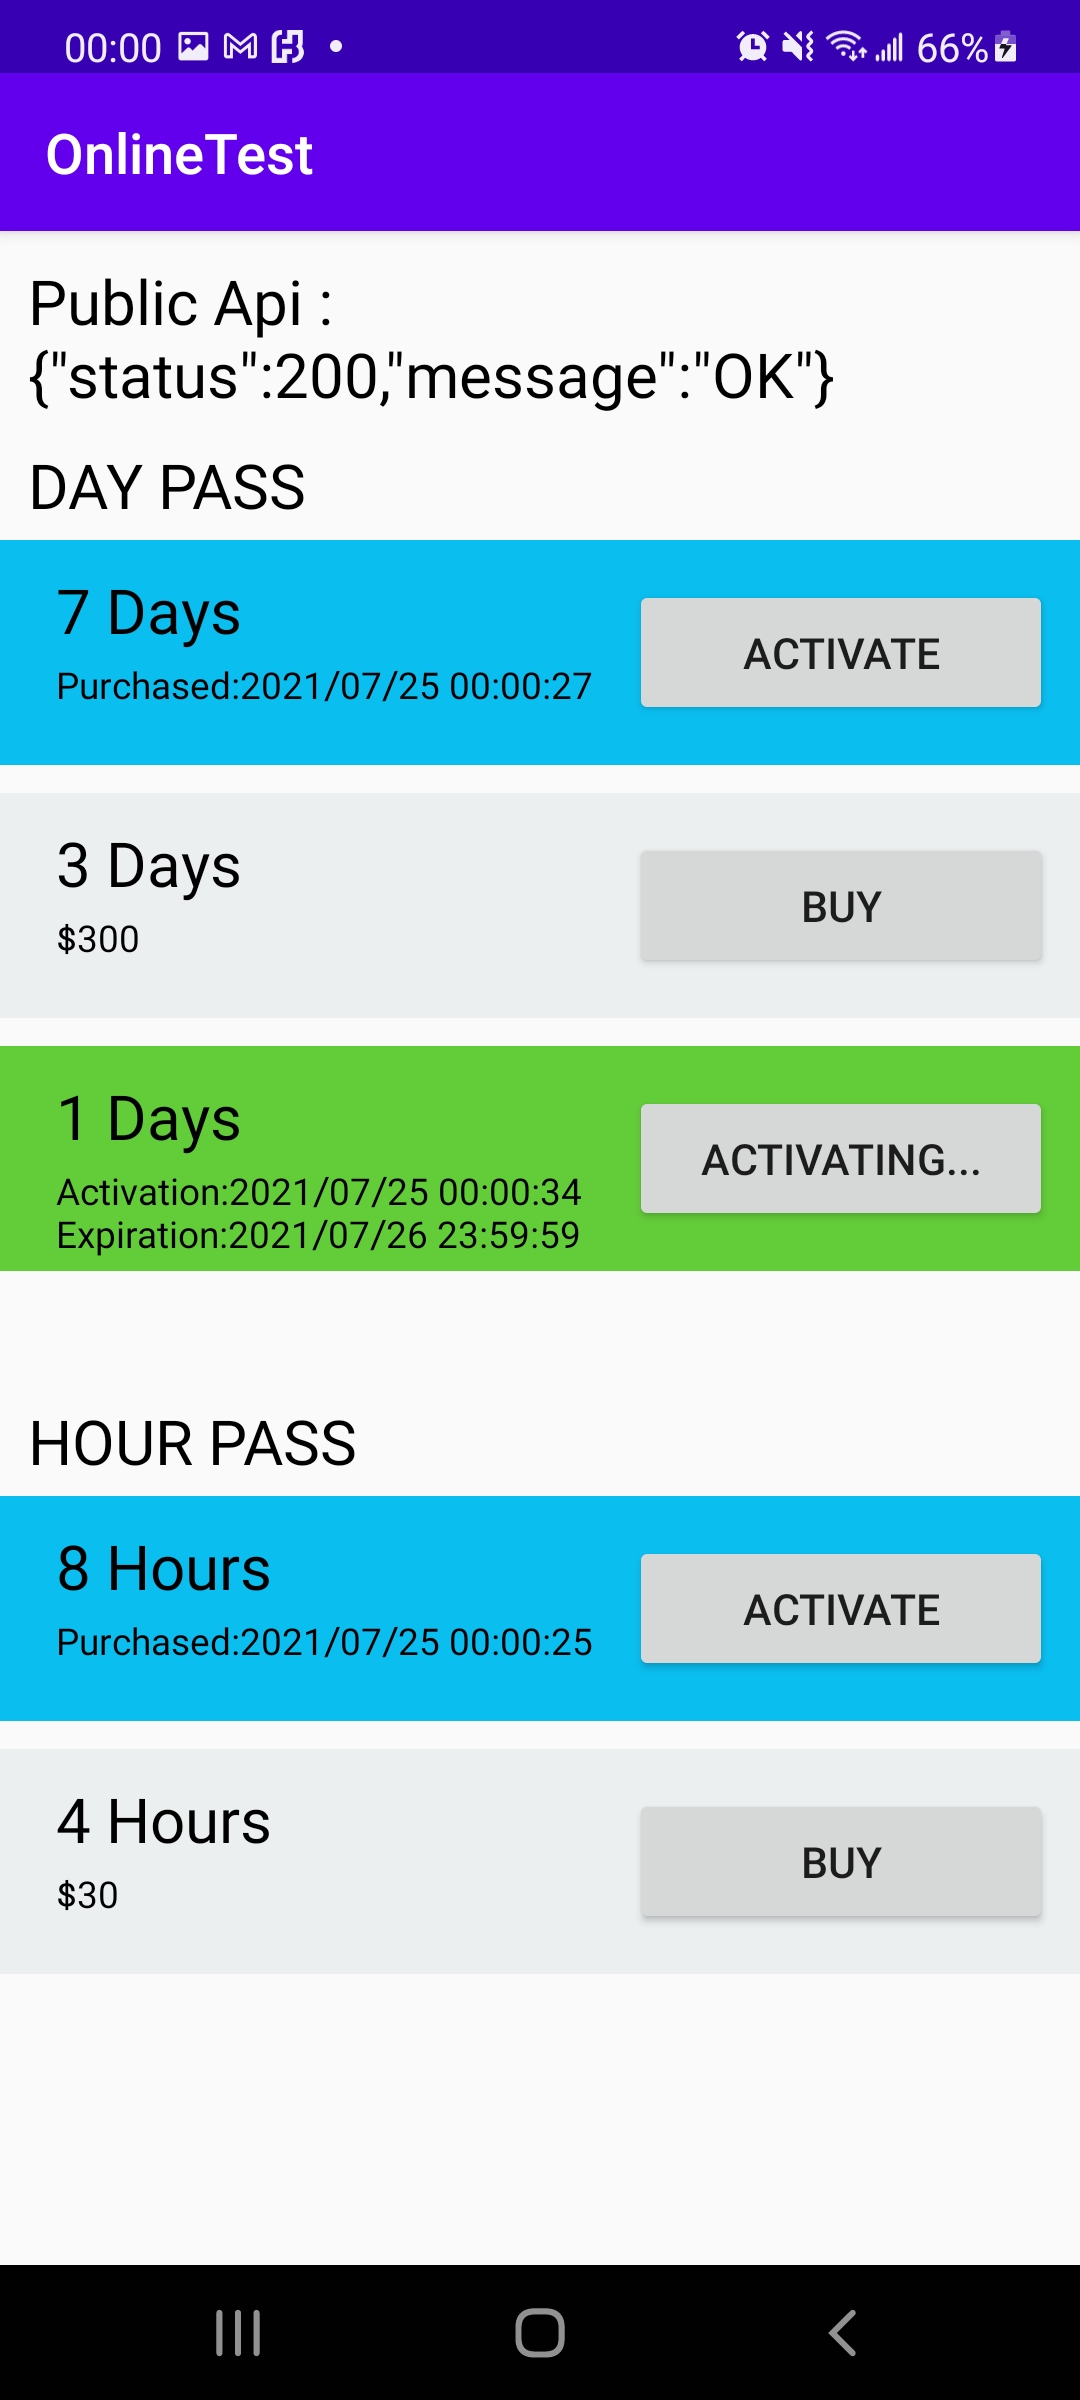 00:00 66%
OnlineTest
Public Api :
{"status":200,"message":"OK"}
DAY PASS
7 Days
Purchased:2021/07/25 00:00:27
ACTIVATE
3 Days
$300
BUY
1 Days
Activation:2021/07/25 00:00:34
Expiration:2021/07/26 23:59:59
ACTIVATING...
HOUR PASS
8 Hours
Purchased:2021/07/25 00:00:25
ACTIVATE
4 Hours
$30
BUY